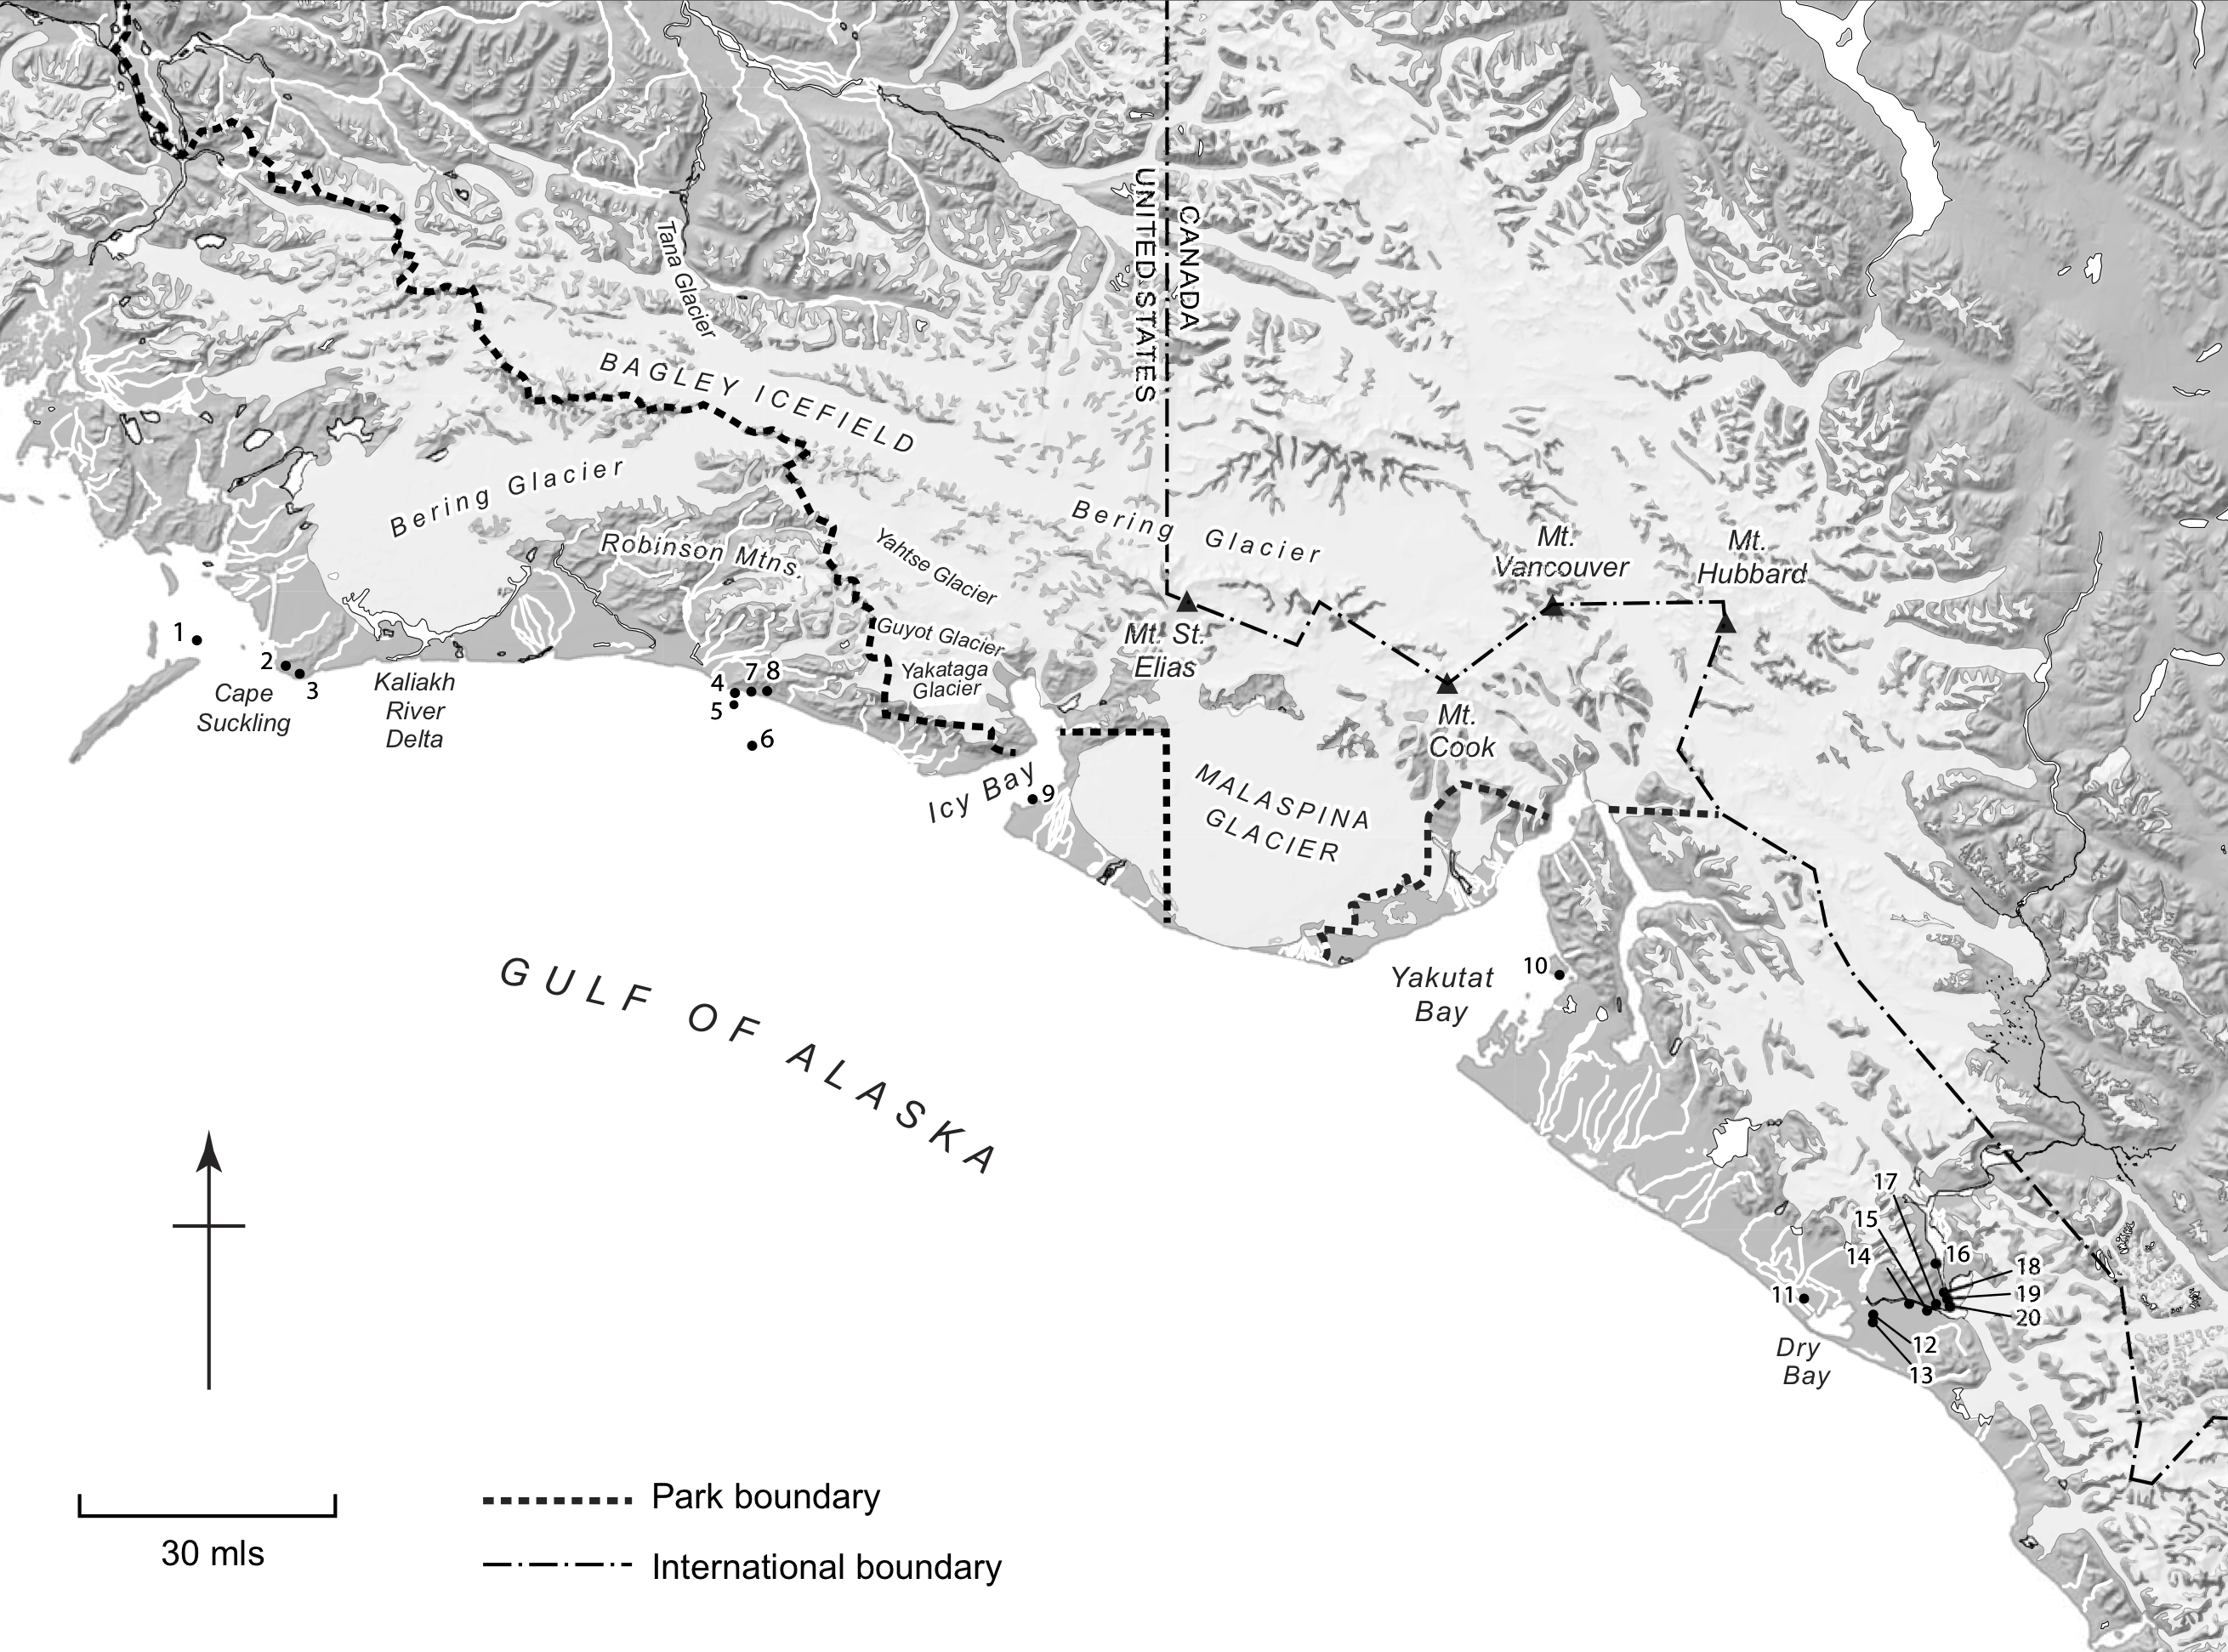 UNITED STATES
CANADA
Tana Glacier
BAGLEY ICEFIELD
Bering Glacier
Bering Glacier
Robinson Mtns.
Yahtse Glacier
Guyot Glacier
Yakataga
Glacier
Mt. St.
Elias
Mt.
Vancouver
Mt.
Hubbard
Mt.
Cook
1
2
3
Cape
Suckling
Kaliakh
River
Delta
4
7
8
5
6
Icy Bay
9
MALASPINA
GLACIER
Yakutat
Bay
10
GULF OF ALASKA
17
15
14
16
18
19
20
11
12
13
Dry
Bay
30 mls
Park boundary
International boundary